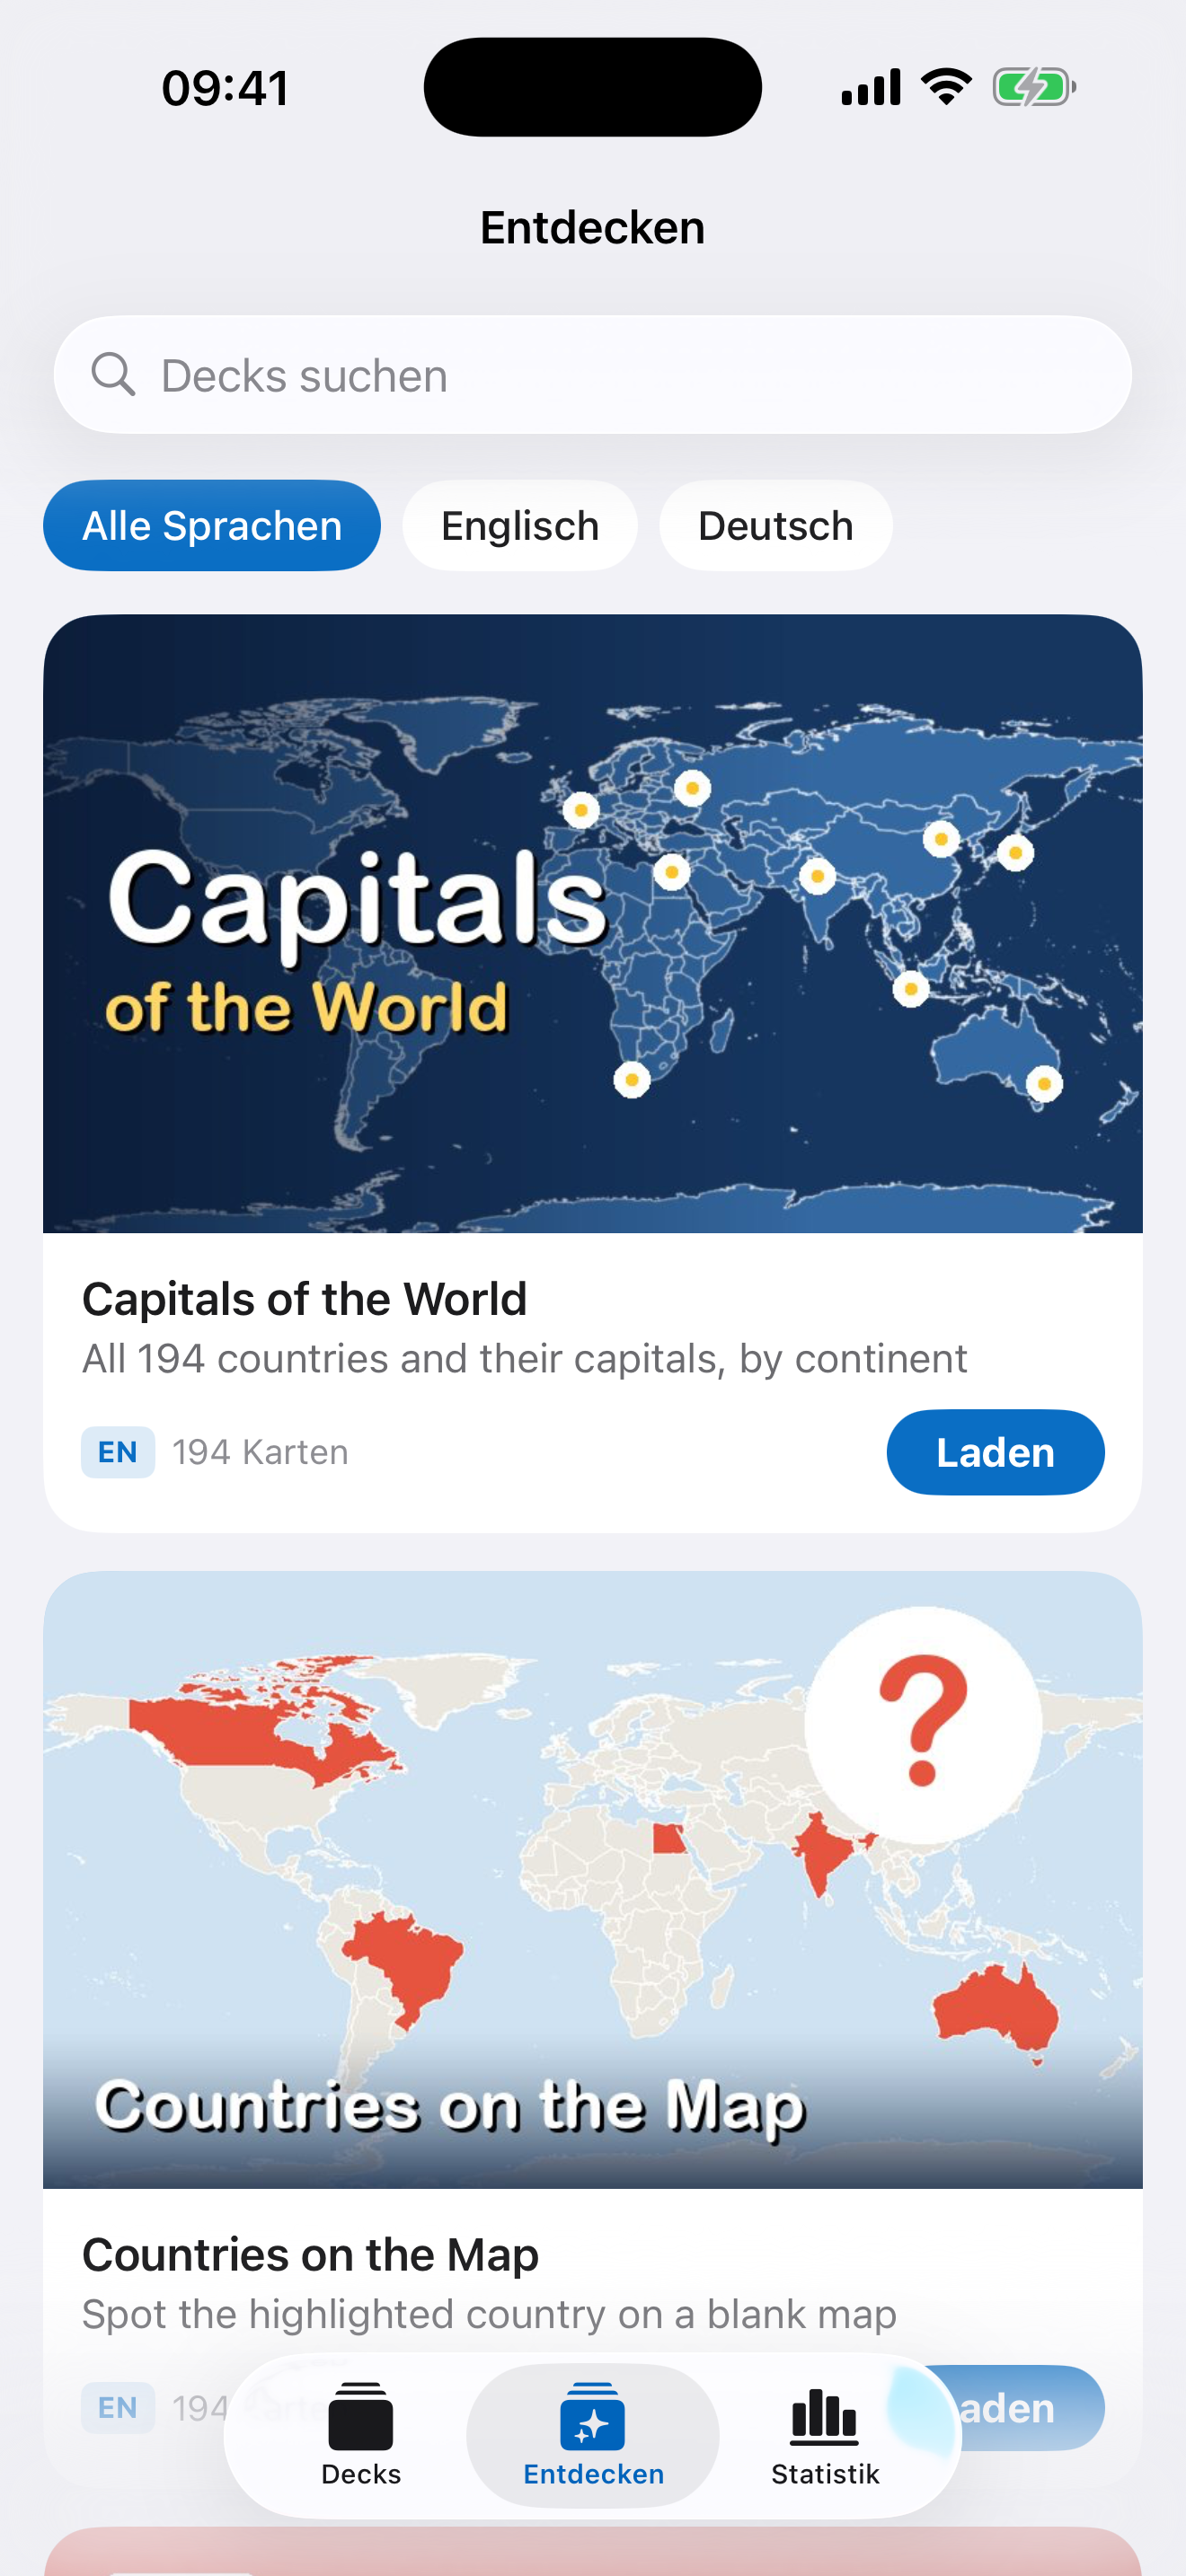 09:41
Entdecken
Decks suchen
Alle Sprachen
Englisch
Deutsch
Capitals
of the World
Capitals of the World
All 194 countries and their capitals, by continent
EN
194 Karten
Laden
?
Countries on the Map
Countries on the Map
Spot the highlighted country on a blank map
EN
194
aden
Decks
Entdecken
Statistik